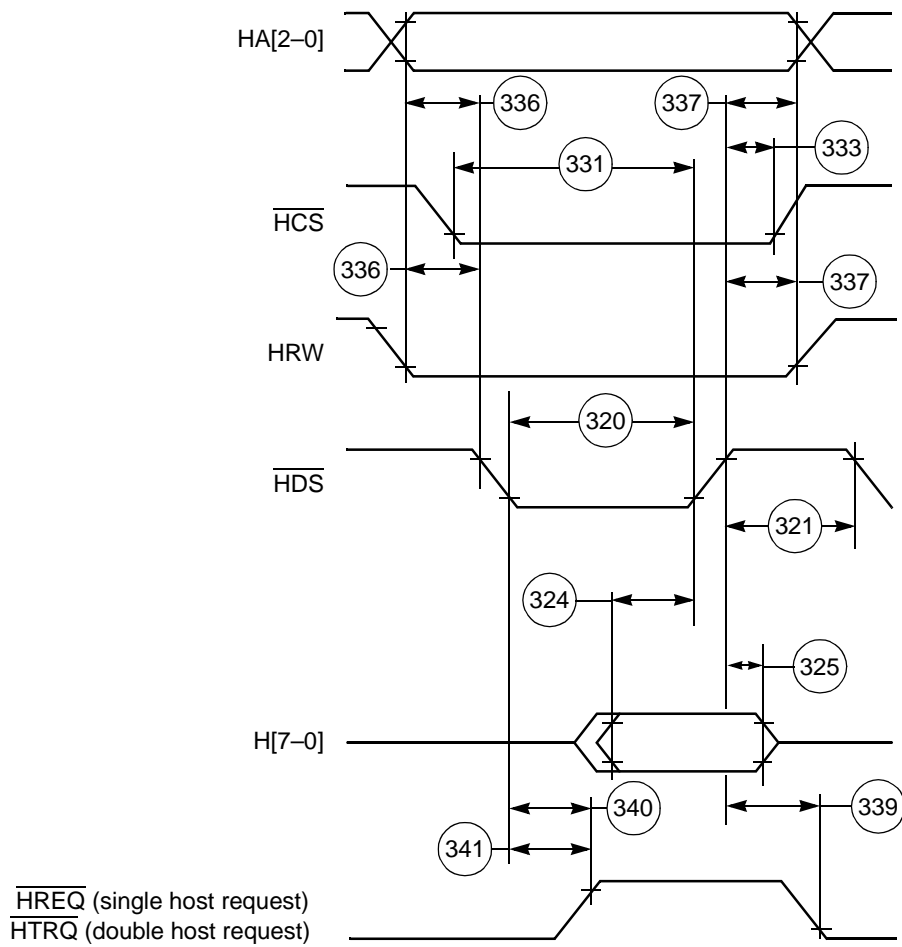 HA[2–0]
336
337
333
331
HCS
336
337
HRW
320
HDS
321
324
325
H[7–0]
340
339
341
HREQ (single host request)
HTRQ (double host request)